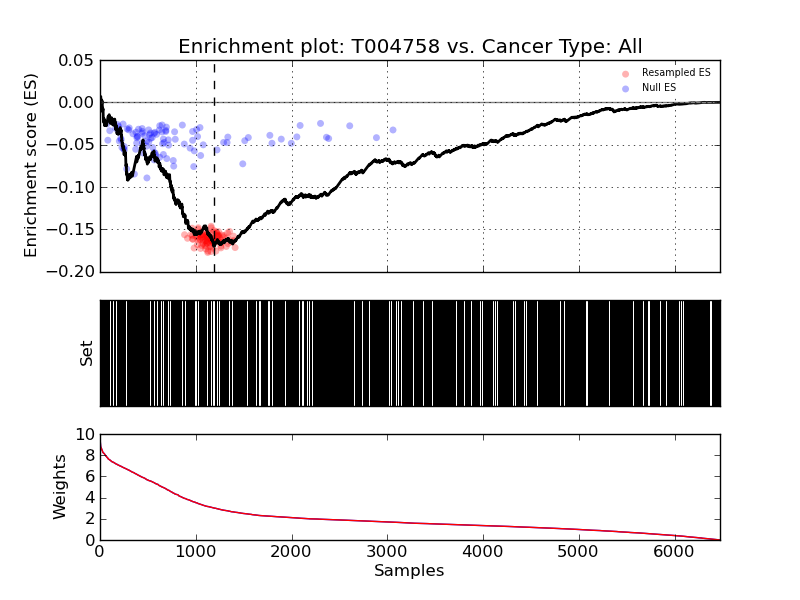 Enrichment plot: T004758 vs. Cancer Type: All
Enrichment score (ES)
0.05
0.00
−0.05
−0.10
−0.15
−0.20
Resampled ES
Null ES
Set
Weights
10
8
6
4
2
0
0 1000 2000 3000 4000 5000 6000
Samples